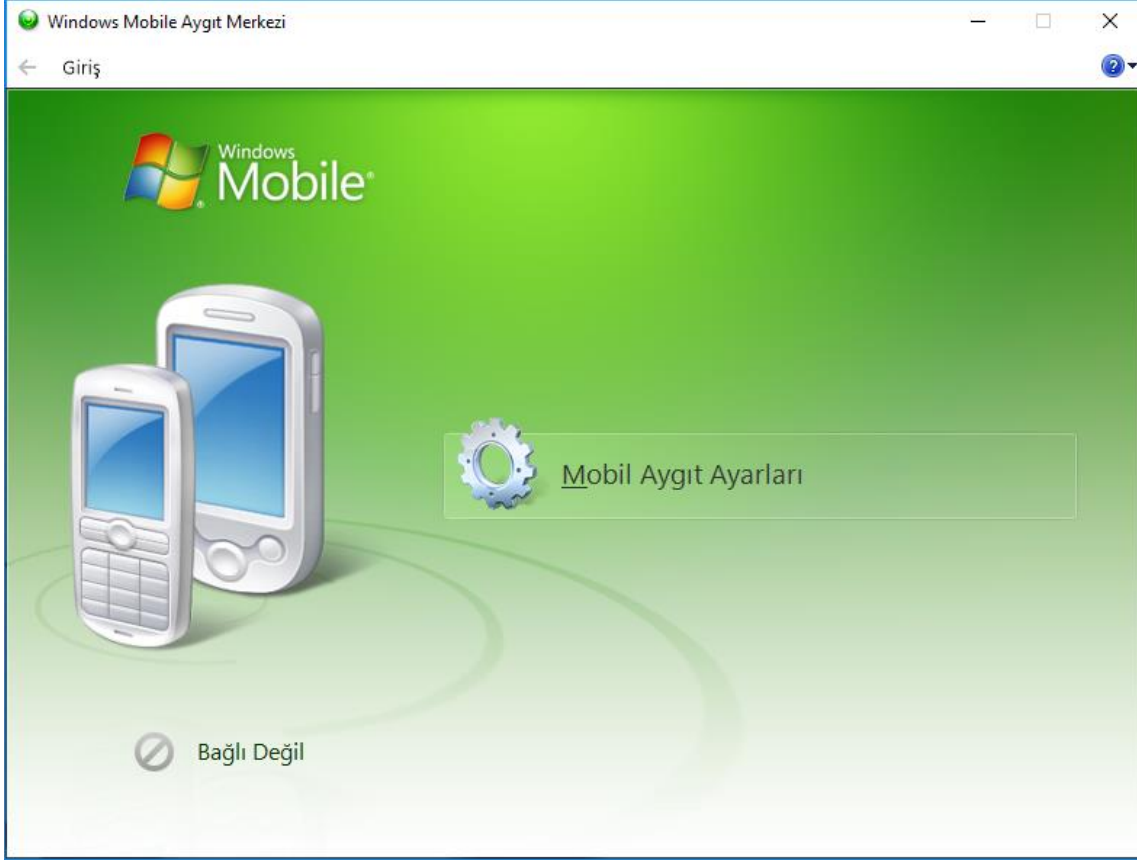 Windows Mobile Aygıt Merkezi
Giriş
Windows
Mobile®
Mobil Aygıt Ayarları
Bağlı Değil